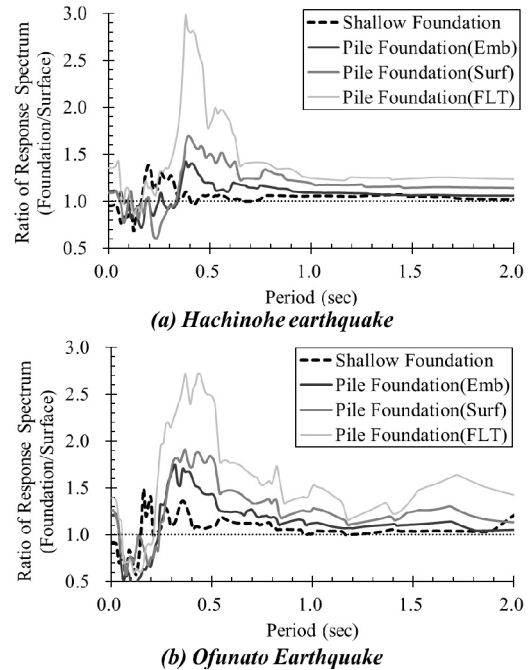 Ratio of Response Spectrum
(Foundation/Surface)
3.0
2.5
2.0
1.5
1.0
0.5
Shallow Foundation
Pile Foundation(Emb)
Pile Foundation(Surf)
Pile Foundation(FLT)
0.0 0.5 1.0 1.5 2.0
Period (sec)
(a) Hachinohe earthquake
Ratio of Response Spectrum
(Foundation/Surface)
3.0
2.5
2.0
1.5
1.0
0.5
Shallow Foundation
Pile Foundation(Emb)
Pile Foundation(Surf)
Pile Foundation(FLT)
0.0 0.5 1.0 1.5 2.0
Period (sec)
(b) Ofunato Earthquake